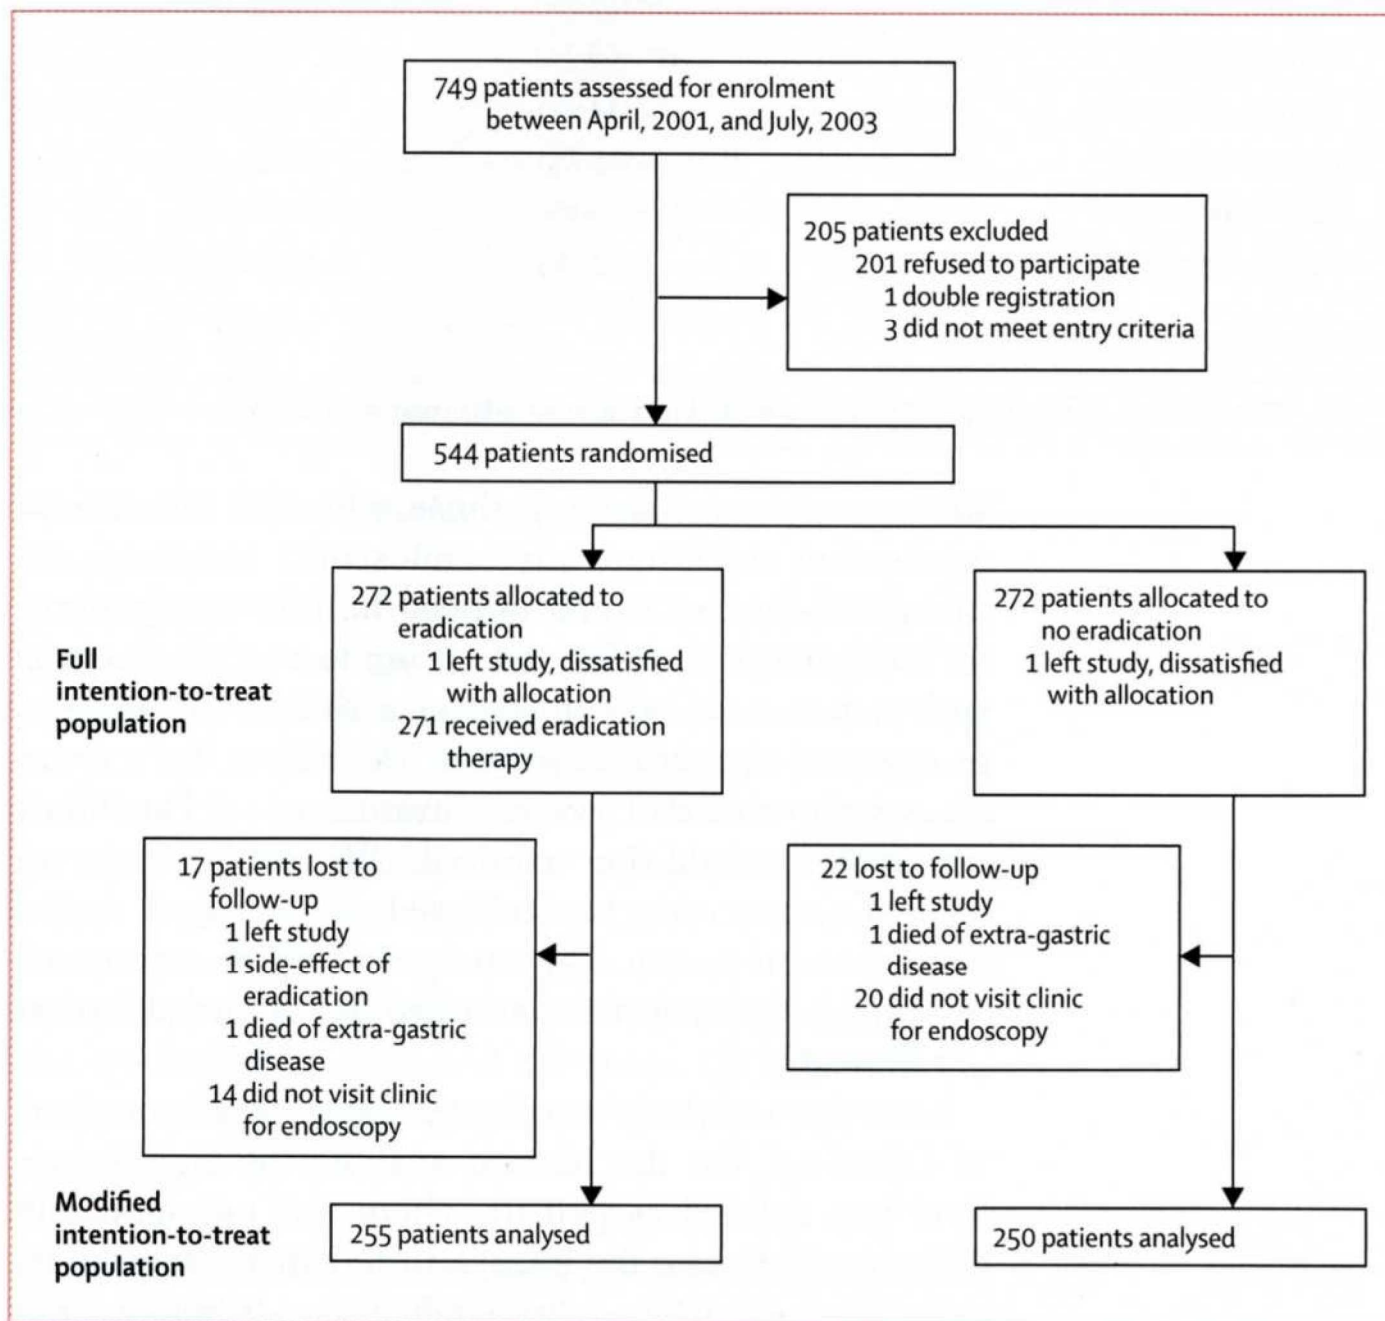 749 patients assessed for enrolment
between April, 2001, and July, 2003
205 patients excluded
201 refused to participate
1 double registration
3 did not meet entry criteria
544 patients randomised
Full
intention-to-treat
population
272 patients allocated to
eradication
1 left study, dissatisfied
with allocation
271 received eradication
therapy
272 patients allocated to
no eradication
1 left study, dissatisfied
with allocation
17 patients lost to
follow-up
1 left study
1 side-effect of
eradication
1 died of extra-gastric
disease
14 did not visit clinic
for endoscopy
22 lost to follow-up
1 left study
1 died of extra-gastric
disease
20 did not visit clinic
for endoscopy
Modified
intention-to-treat
population
255 patients analysed
250 patients analysed